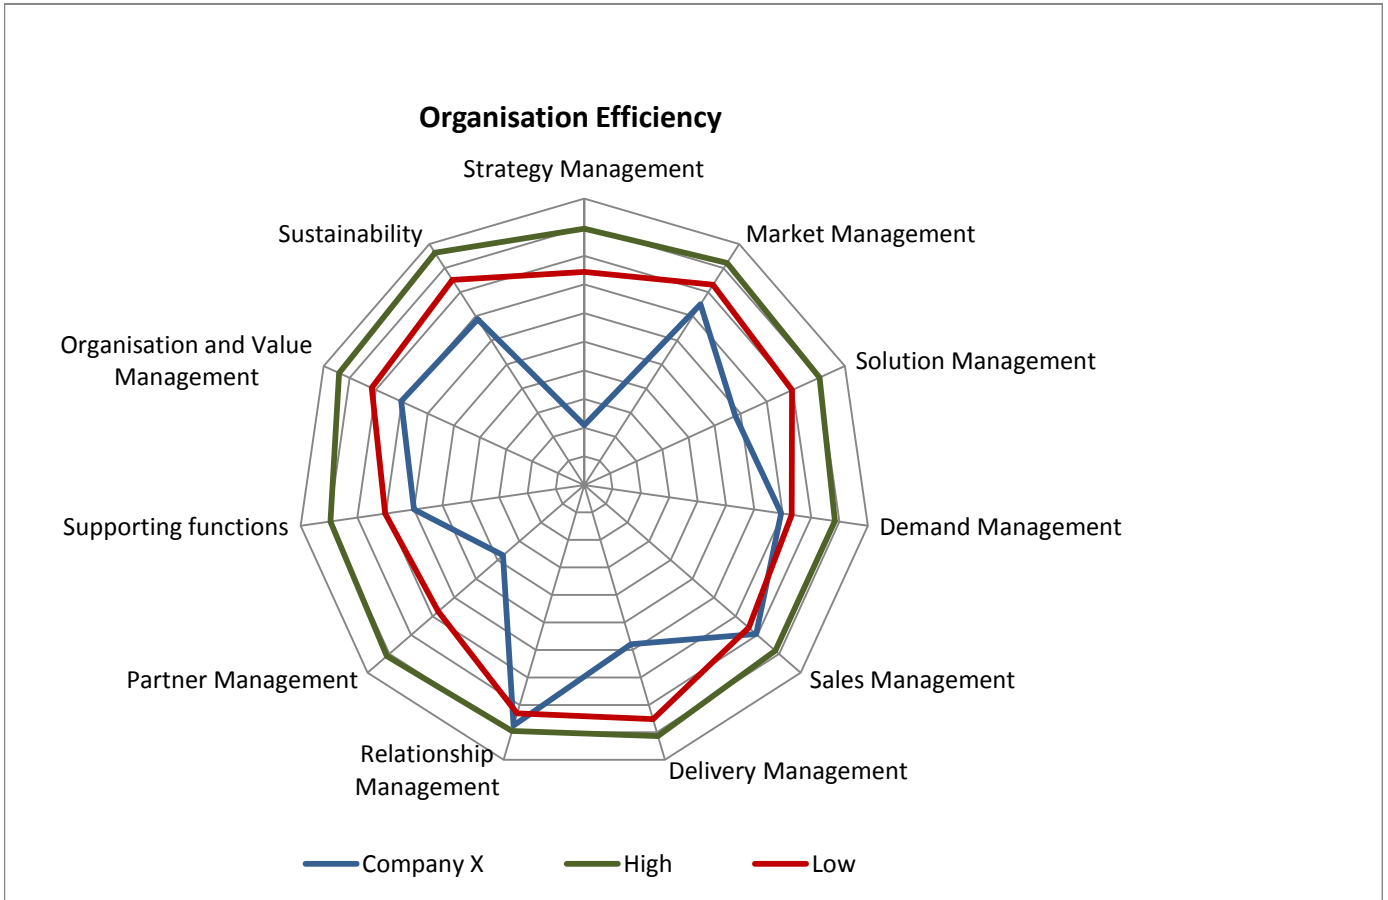 Organisation Efficiency
Strategy Management
Market Management
Solution Management
Demand Management
Sales Management
Delivery Management
Relationship
Management
Partner Management
Supporting functions
Organisation and Value
Management
Sustainability
Company X
High
Low